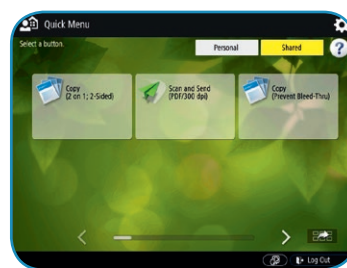 Quick Menu
Select a button.
Personal
Shared
?
Copy
(2 on 1; 2-Sided)
Scan and Send
(PDF/300 dpi)
Copy
(Prevent Bleed-Thru)
Log Out